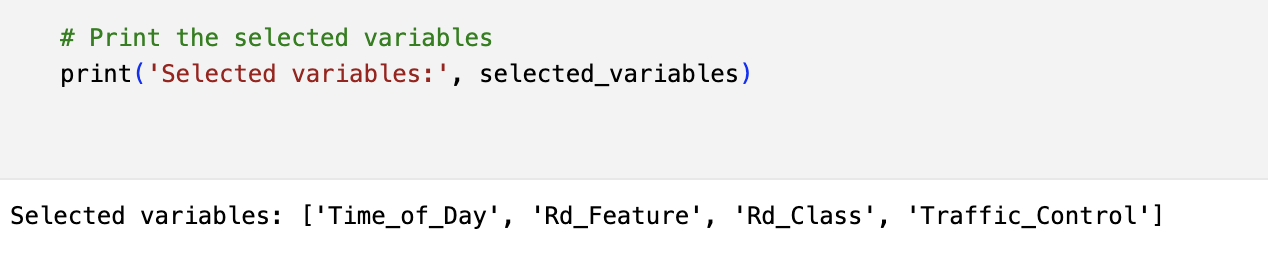 # Print the selected variables
print('Selected variables:', selected_variables)
Selected variables: ['Time_of_Day', 'Rd_Feature', 'Rd_Class', 'Traffic_Control']